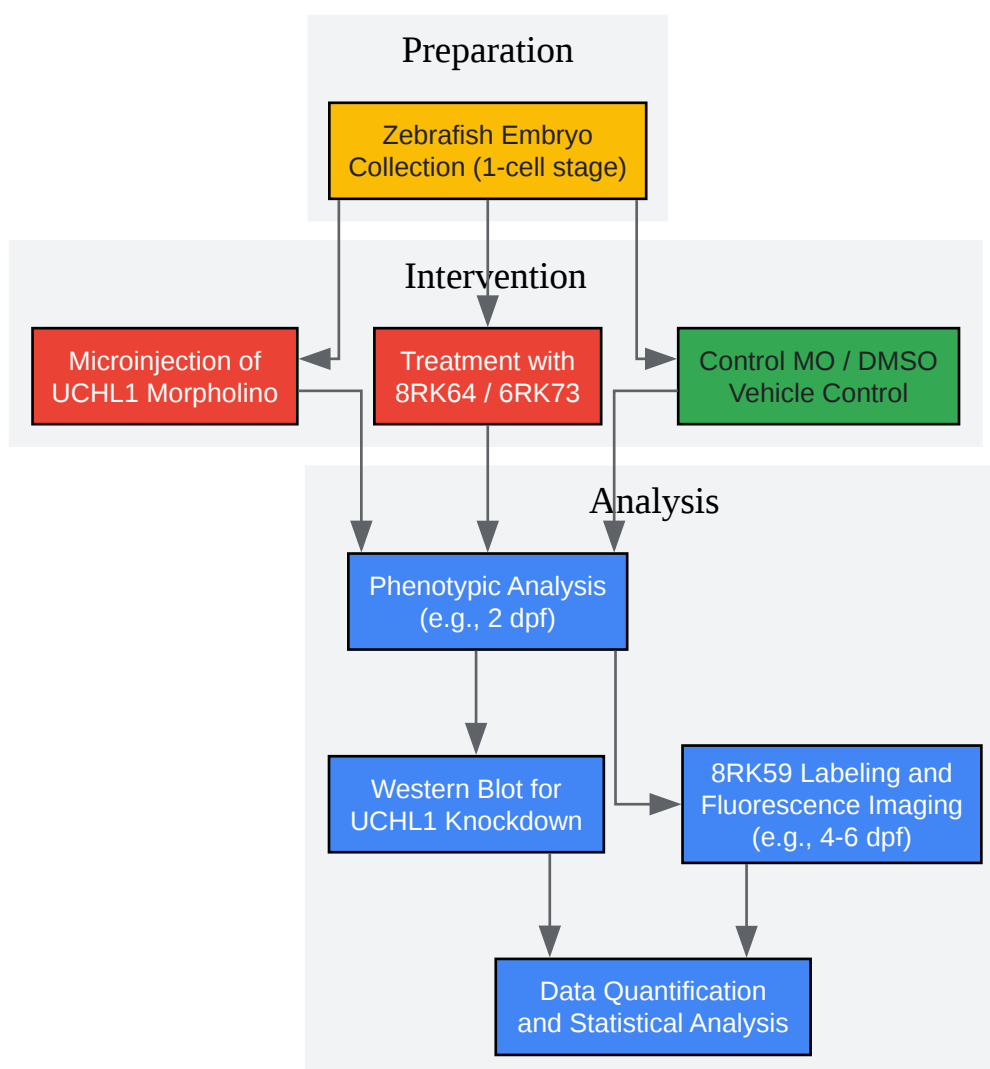 Preparation
Zebrafish Embryo
Collection (1-cell stage)
Intervention
Microinjection of
UCHL1 Morpholino
Treatment with
8RK64 / 6RK73
Control MO / DMSO
Vehicle Control
Analysis
Phenotypic Analysis
(e.g., 2 dpf)
Western Blot for
UCHL1 Knockdown
8RK59 Labeling and
Fluorescence Imaging
(e.g., 4-6 dpf)
Data Quantification
and Statistical Analysis